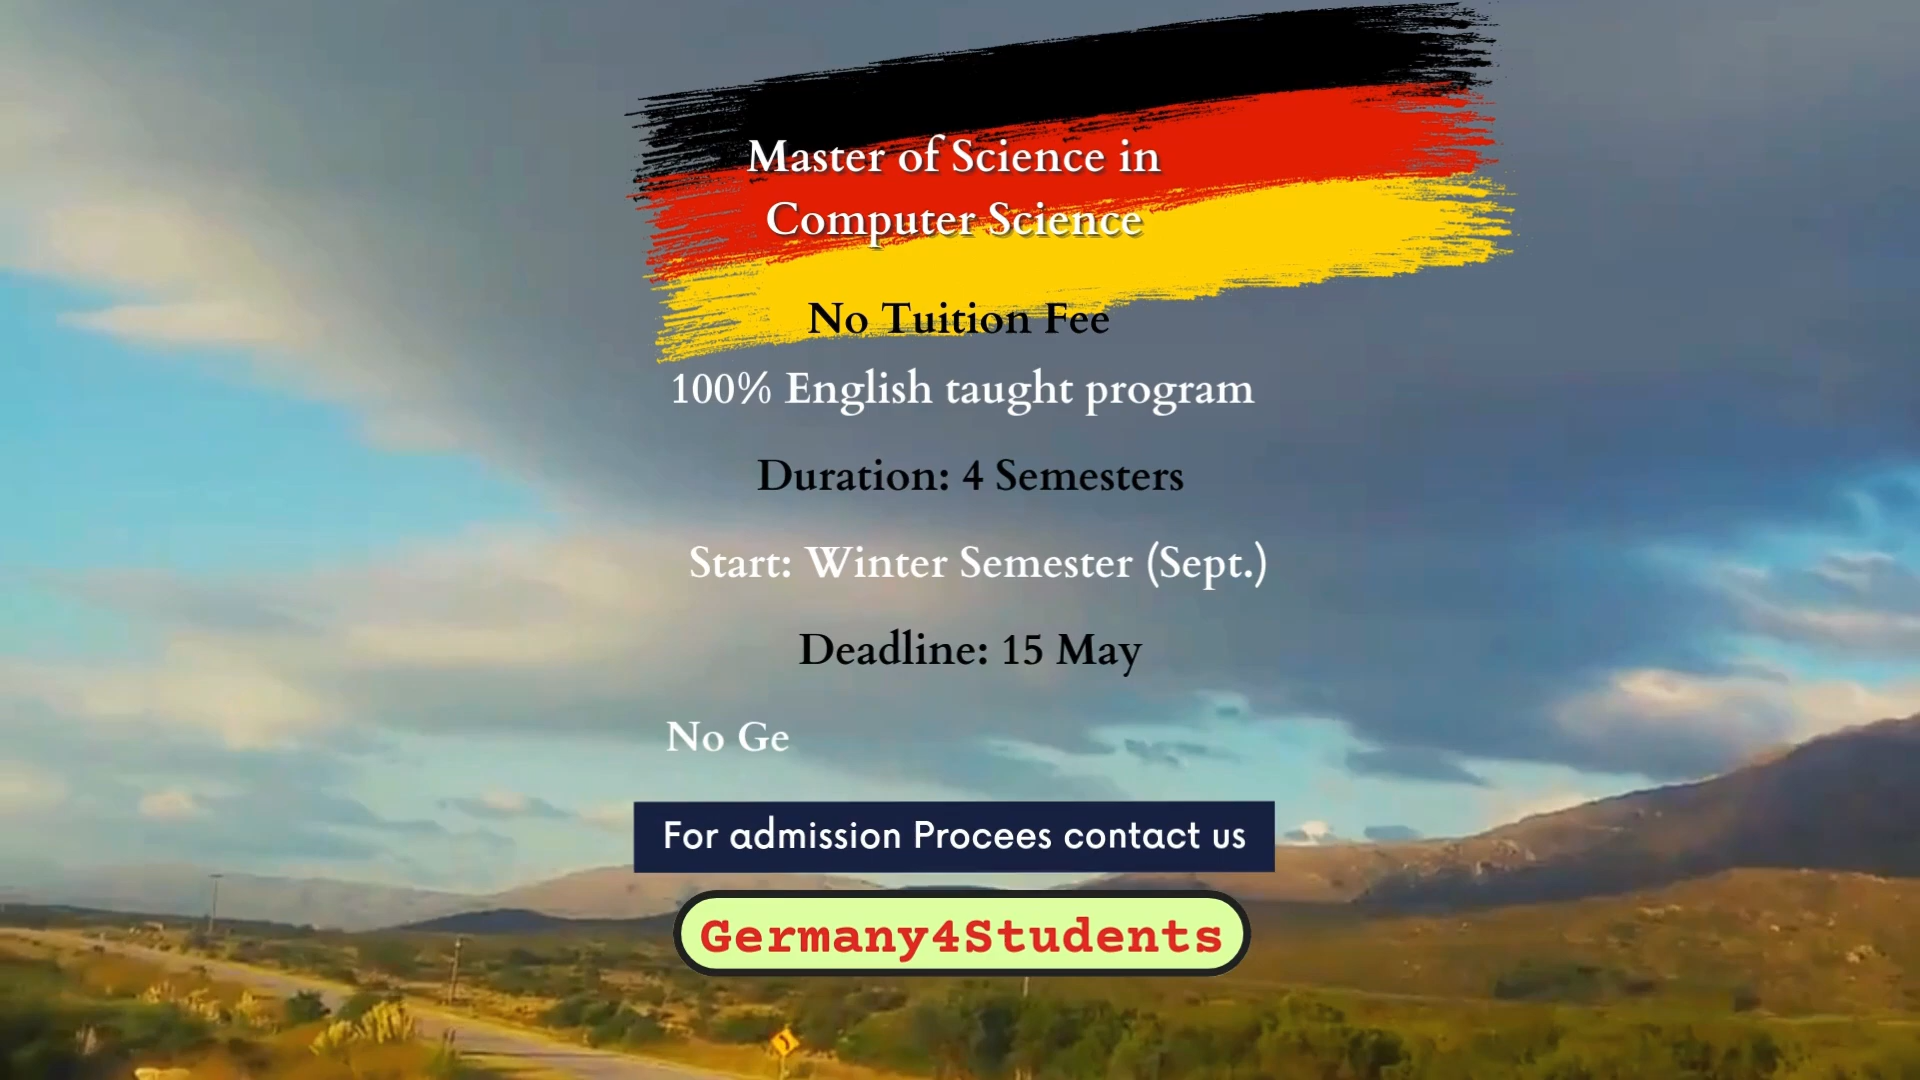 Master of Science in
Computer Science
No Tuition Fee
100% English taught program
Duration: 4 Semesters
Start: Winter Semester (Sept.)
Deadline: 15 May
No Ge
For admission Procees contact us
Germany4Students